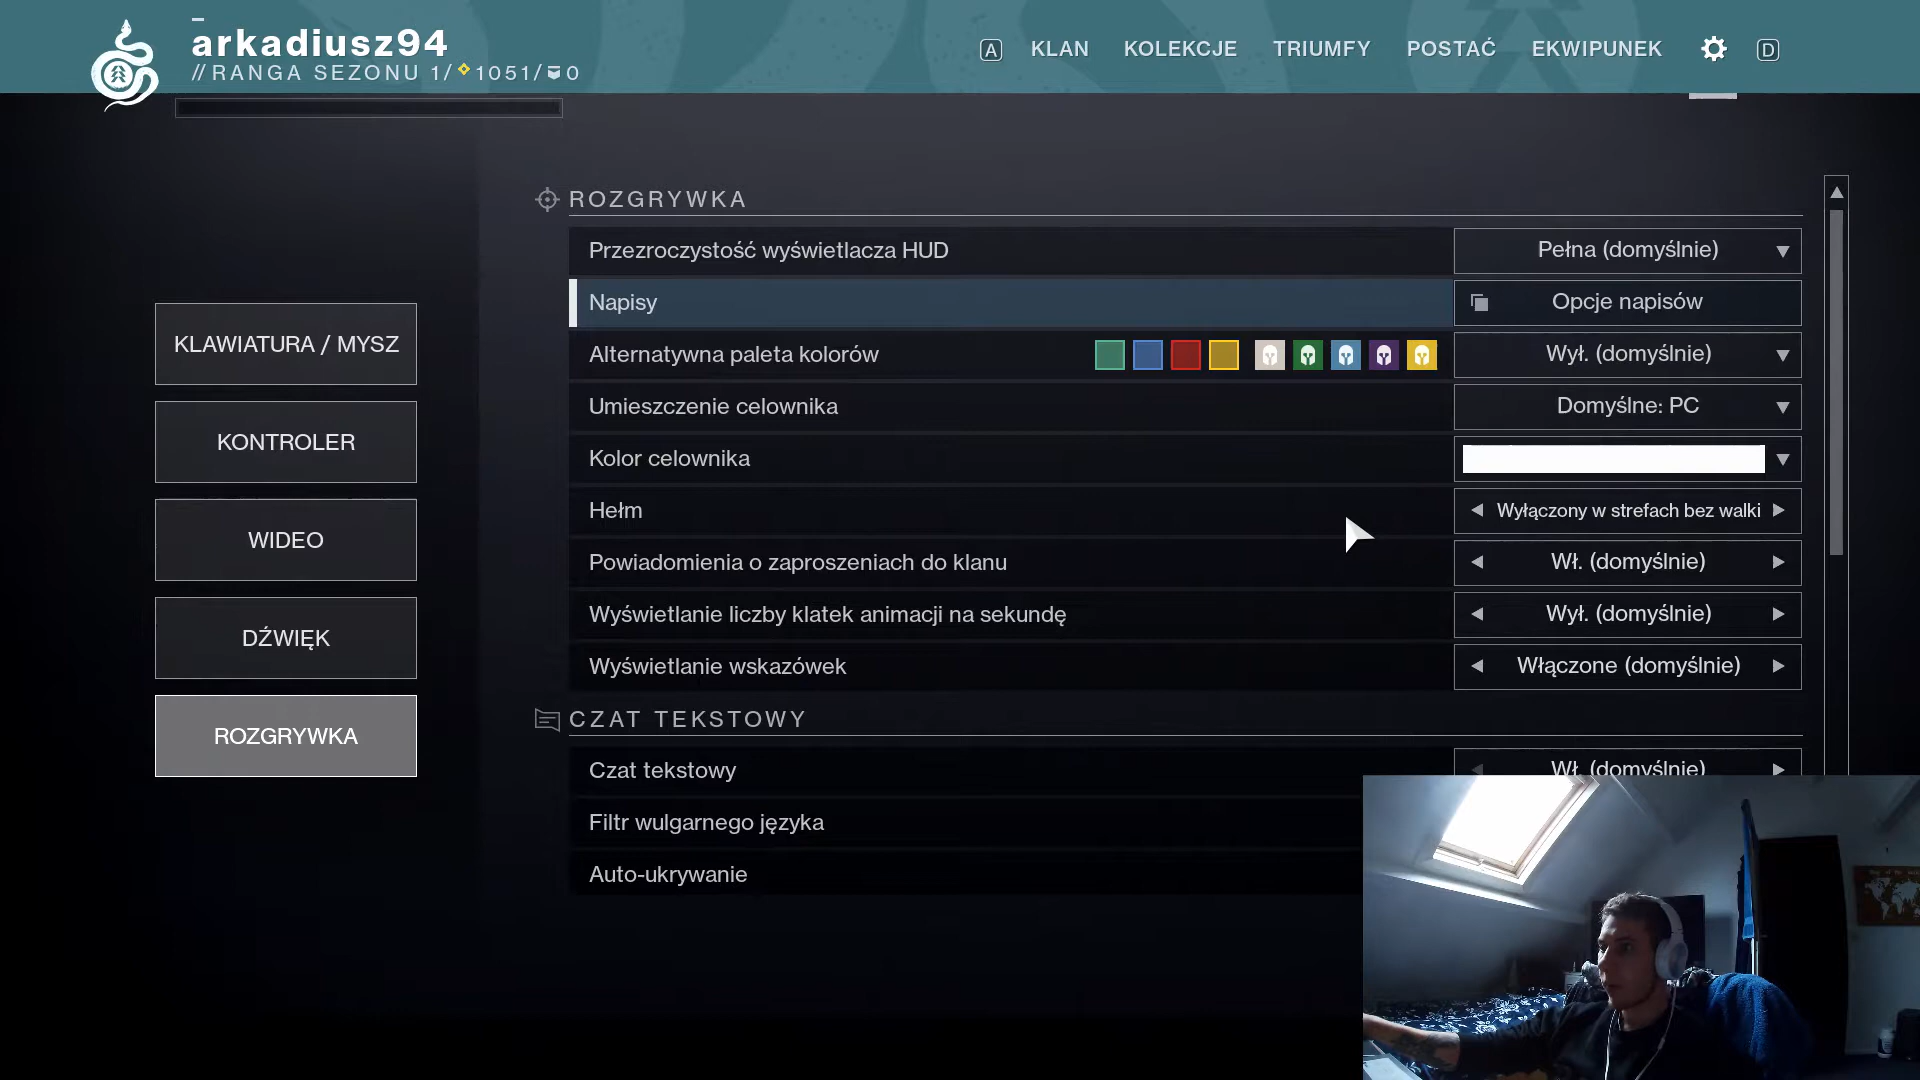 arkadiusz94
// RANGA SEZONU 1/1051/0
A
KLAN
KOLEKCJE
TRIUMFY
POSTAĆ
EKWIPUNEK
D
KLAWIATURA / MYSZ
KONTROLER
WIDEO
DŹWIĘK
ROZGRYWKA
ROZGRYWKA
Przezroczystość wyświetlacza HUD
Pełna (domyślnie)
Napisy
Opcje napisów
Alternatywna paleta kolorów
Wył. (domyślnie)
Umieszczenie celownika
Domyślne: PC
Kolor celownika
Hełm
Wyłączony w strefach bez walki
Powiadomienia o zaproszeniach do klanu
Wł. (domyślnie)
Wyświetlanie liczby klatek animacji na sekundę
Wył. (domyślnie)
Wyświetlanie wskazówek
Włączone (domyślnie)
CZAT TEKSTOWY
Czat tekstowy
Wł. (domyślnie)
Filtr wulgarnego języka
Auto-ukrywanie